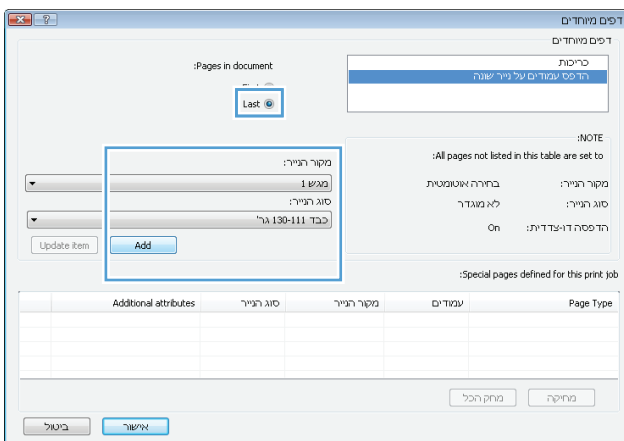 דפים מיוחדים
דפים מיוחדים
כריכות
הדפס עמודים על נייר שונה
Pages in document:
Last
NOTE:
All pages not listed in this table are set to:
מקור הנייר: בחירה אוטומטית
סוג הנייר: לא מוגדר
הדפסה דו-צדדית: On
מקור הנייר:
מגש 1
סוג הנייר:
כבד 111-130 גר'
Add
Update item
Special pages defined for this print job:
Page Type עמודים מקור הנייר סוג הנייר Additional attributes
מחיקה מחק הכל
אישור ביטול